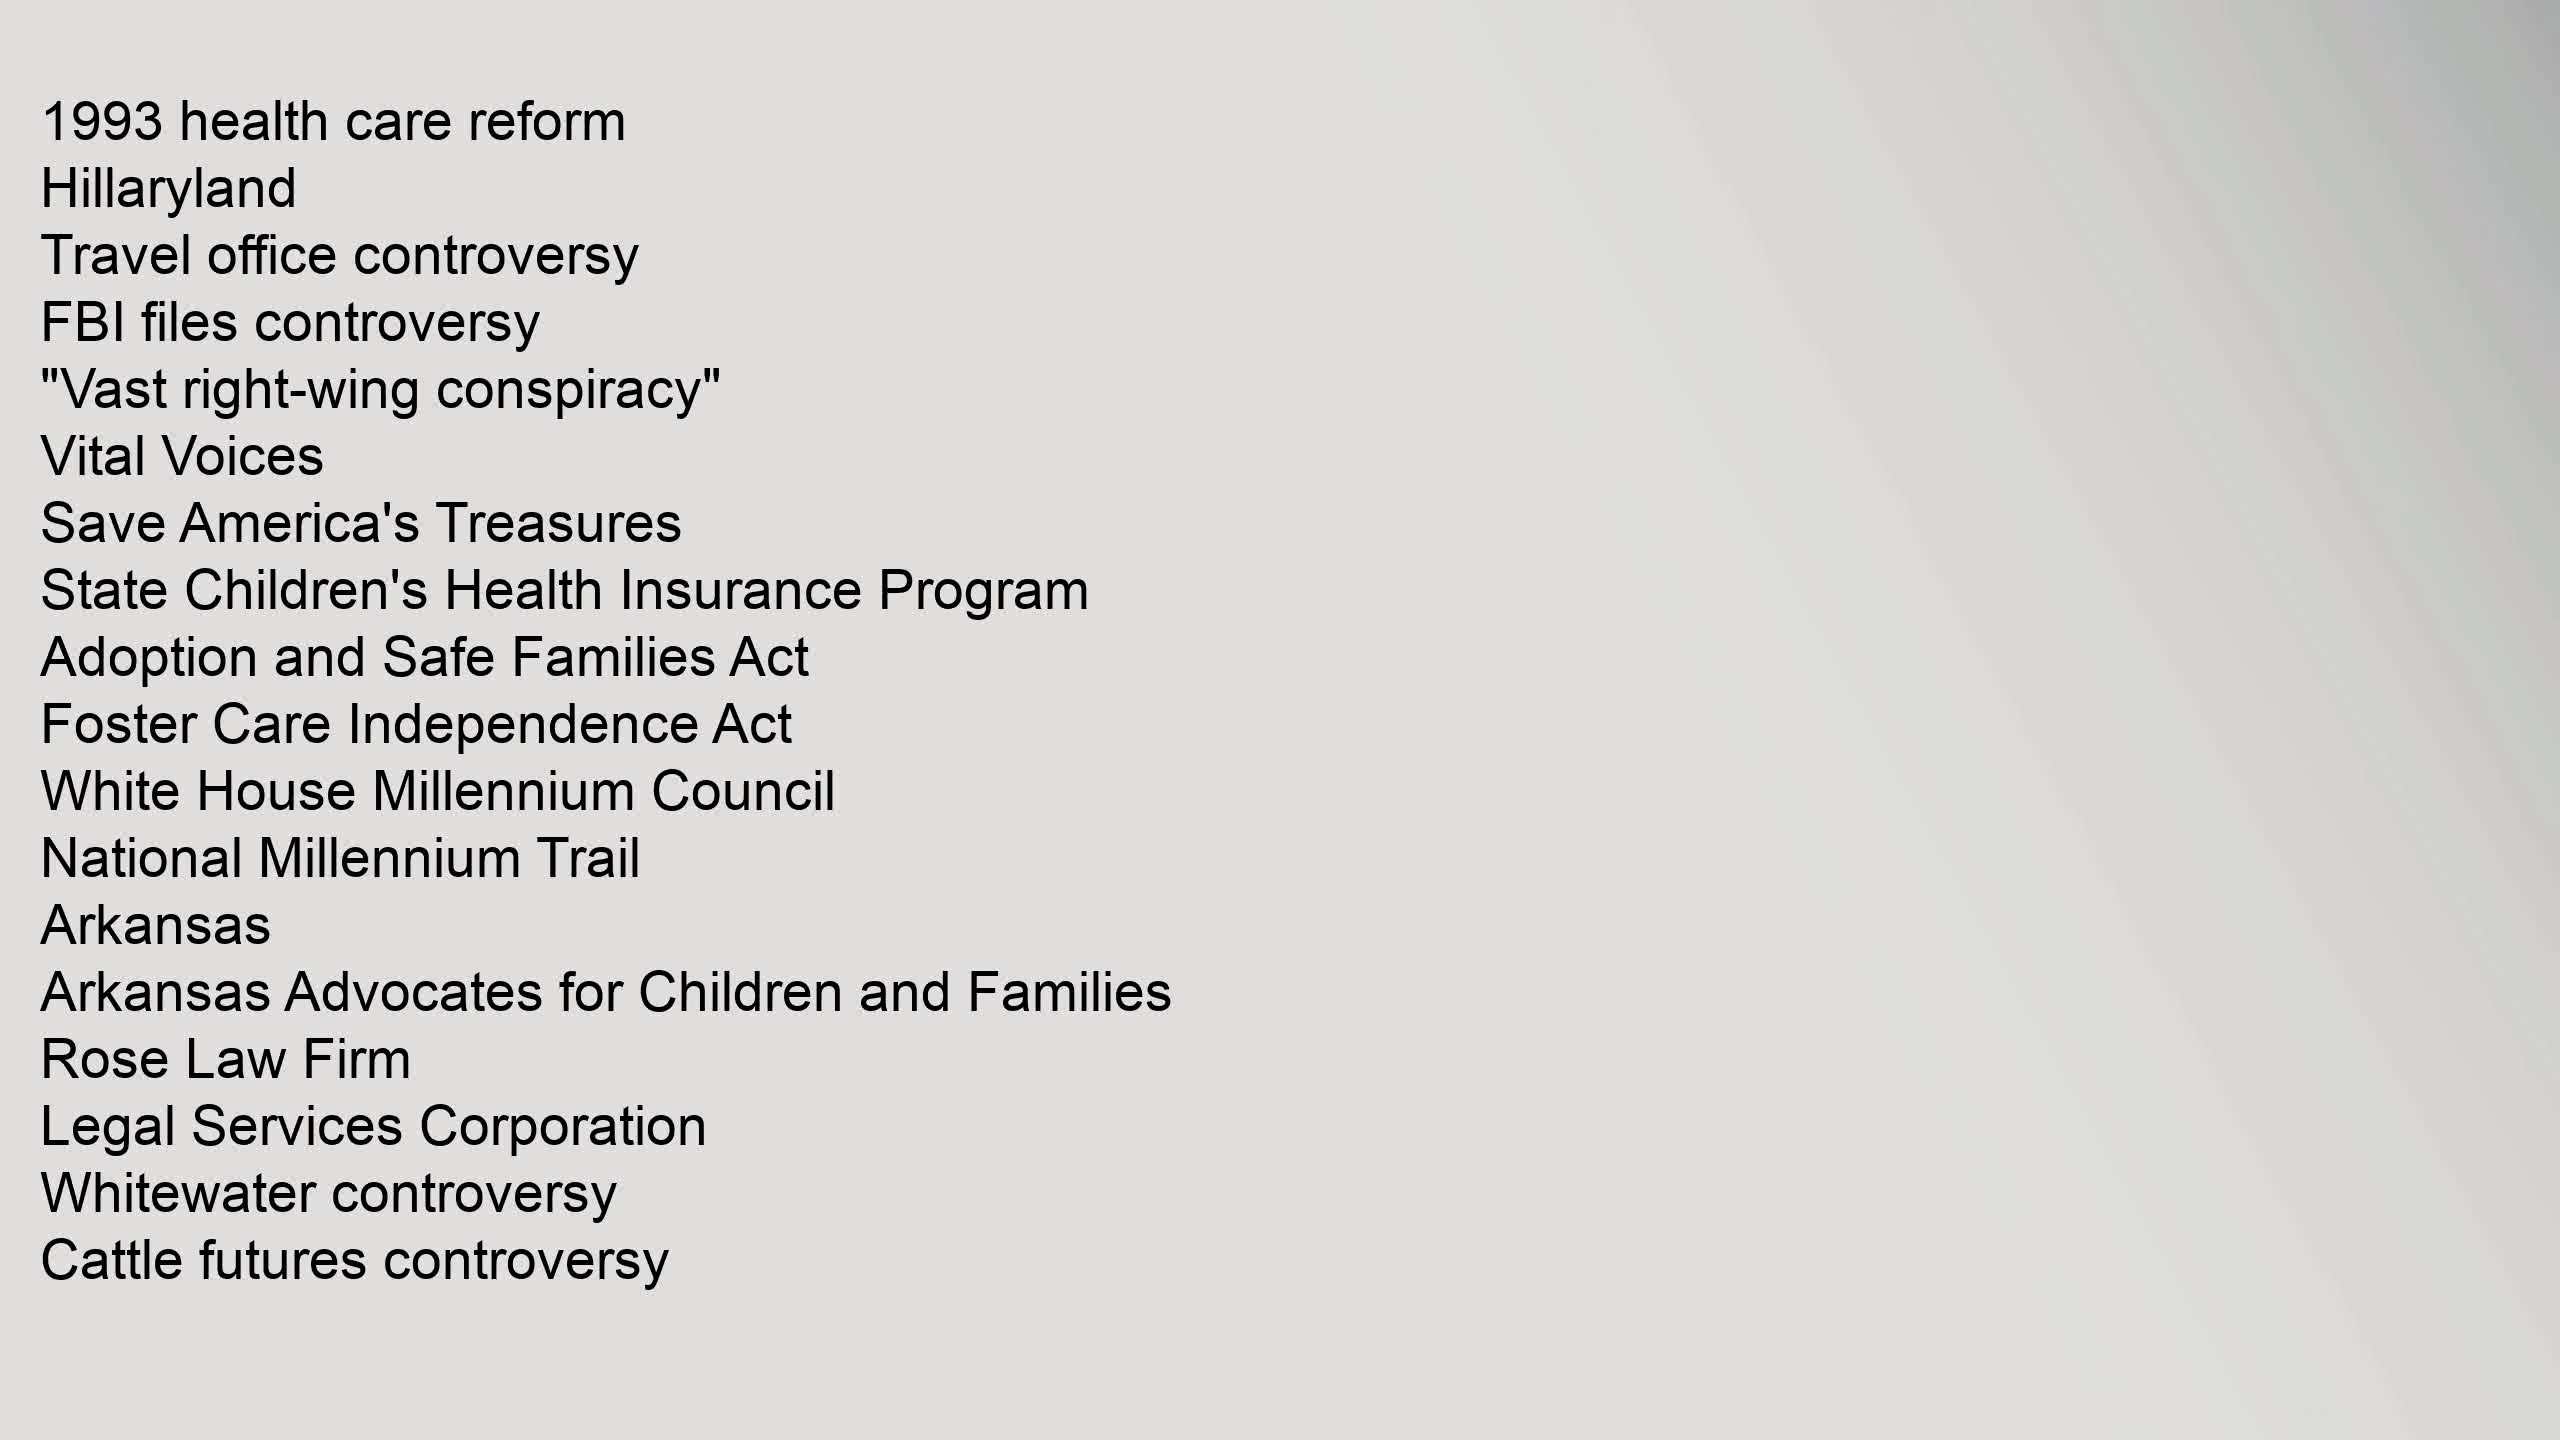 1993 health care reform
Hillaryland
Travel office controversy
FBI files controversy
"Vast right-wing conspiracy"
Vital Voices
Save America's Treasures
State Children's Health Insurance Program
Adoption and Safe Families Act
Foster Care Independence Act
White House Millennium Council
National Millennium Trail
Arkansas
Arkansas Advocates for Children and Families
Rose Law Firm
Legal Services Corporation
Whitewater controversy
Cattle futures controversy